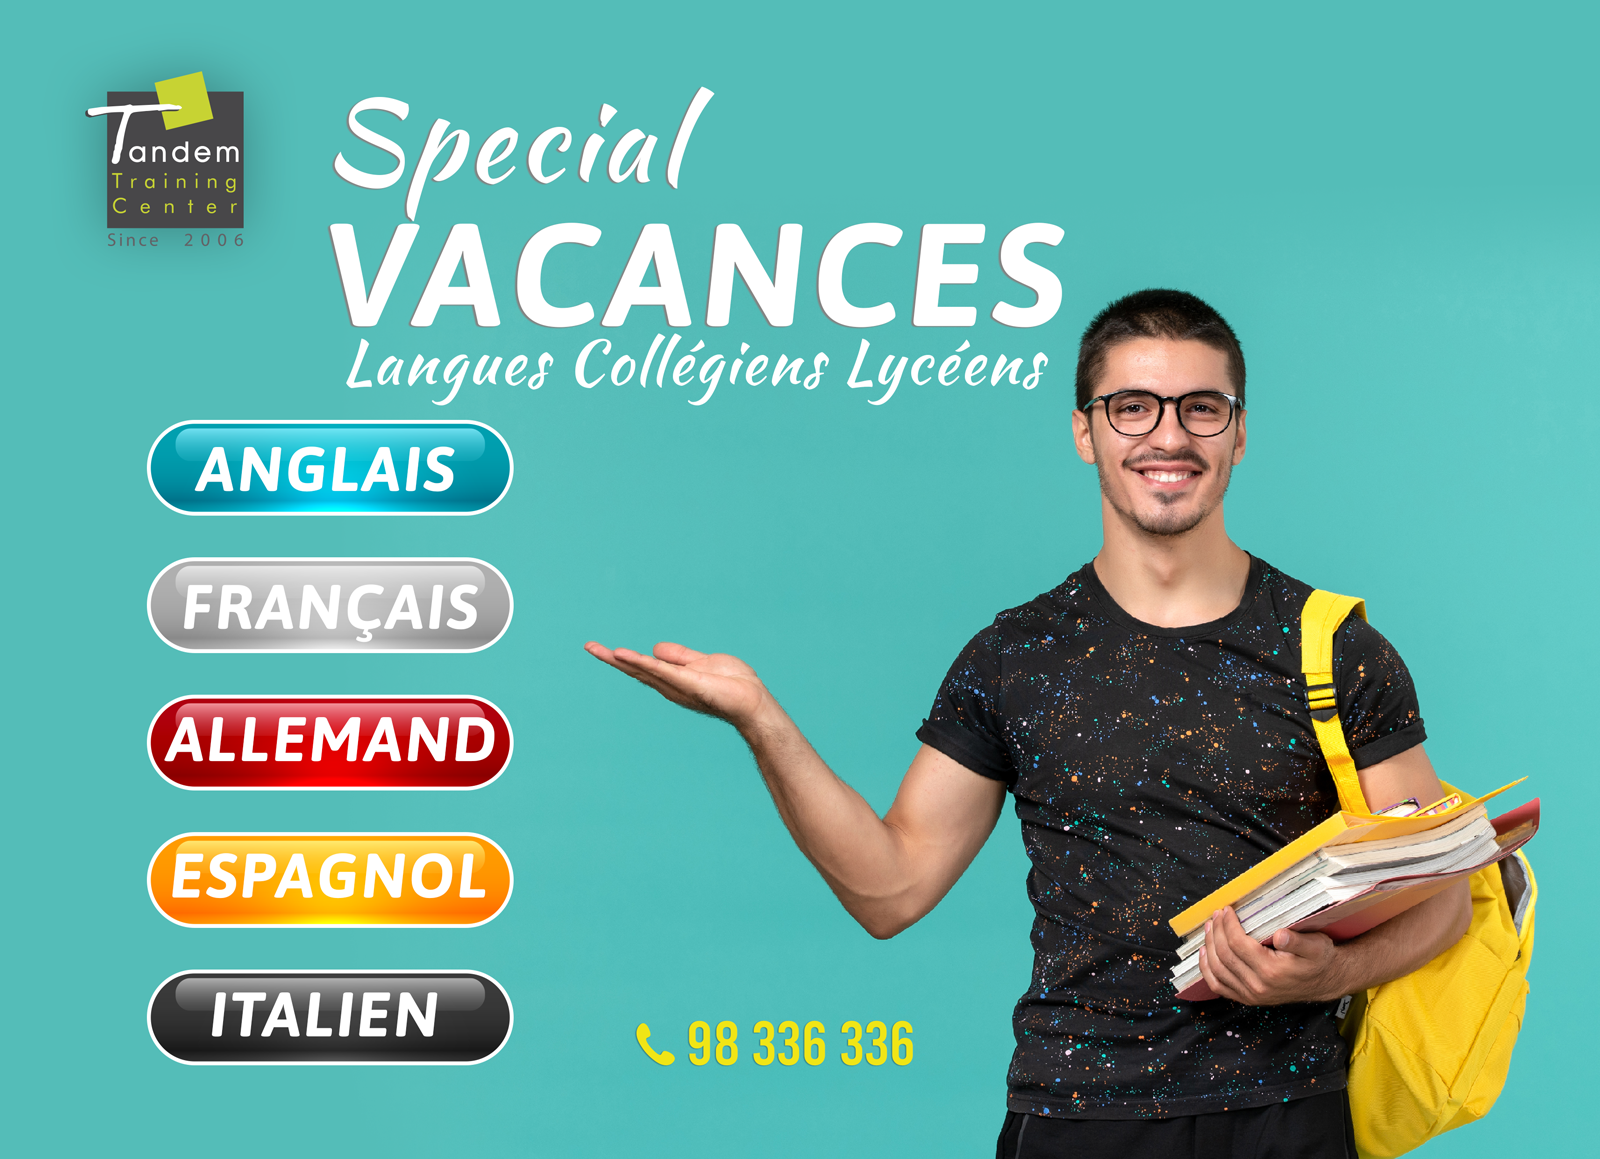 Tandem
Training
Center
Since 2006
Special
VACANCES
Langues Collégiens Lycéens
ANGLAIS
FRANÇAIS
ALLEMAND
ESPAGNOL
ITALIEN
98 336 336